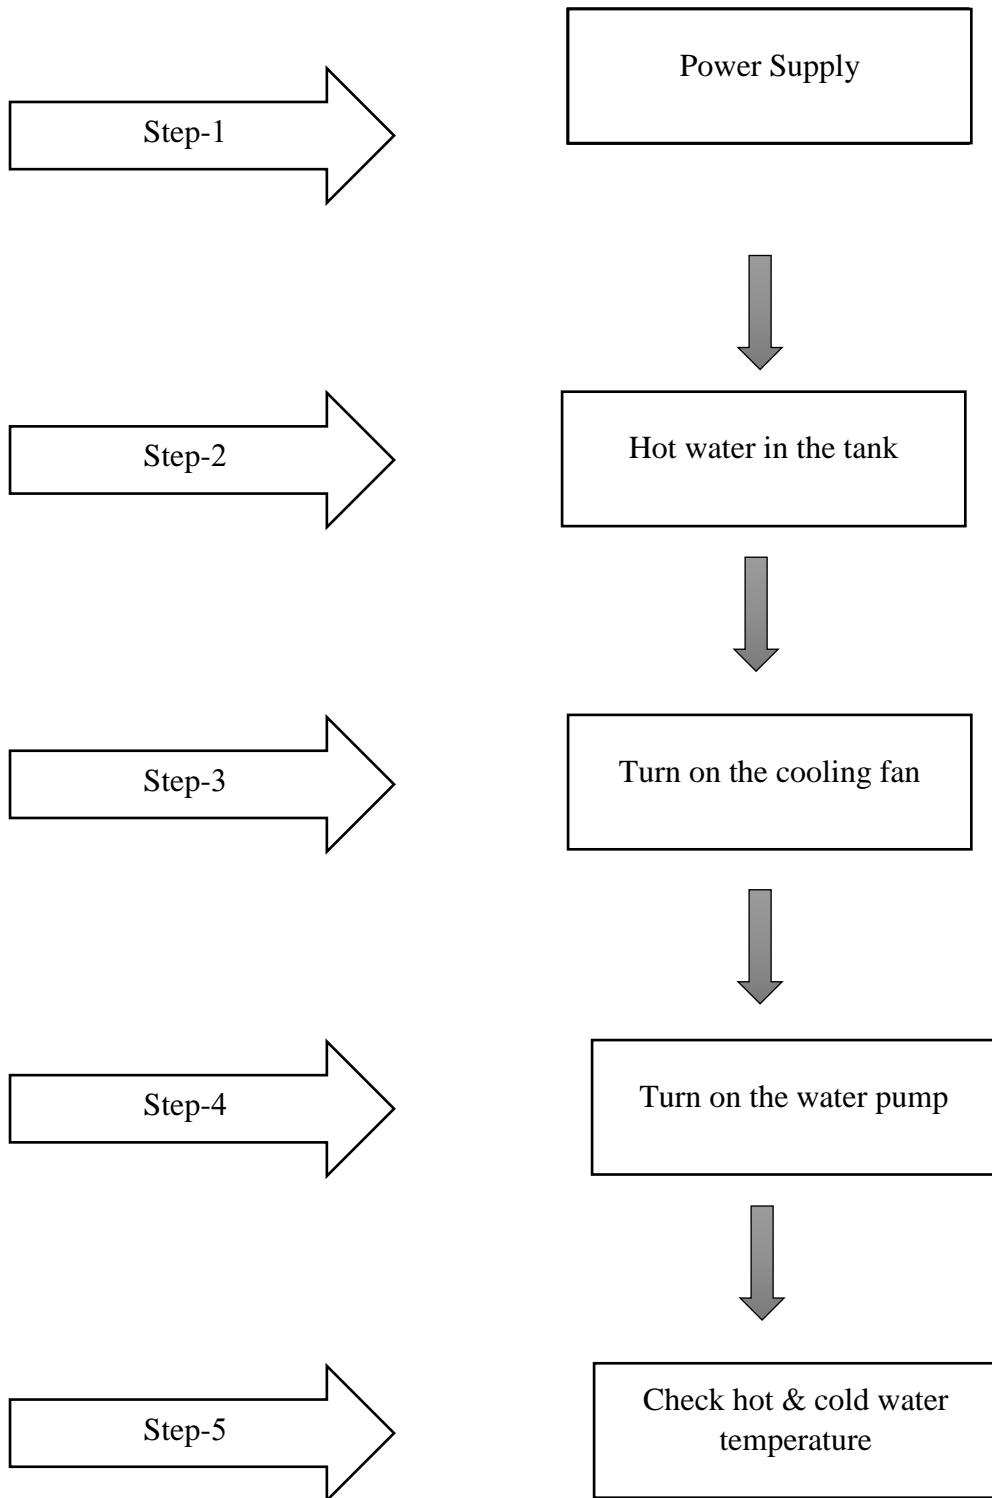 Step-1
Power Supply
Step-2
Hot water in the tank
Step-3
Turn on the cooling fan
Step-4
Turn on the water pump
Step-5
Check hot & cold water
temperature